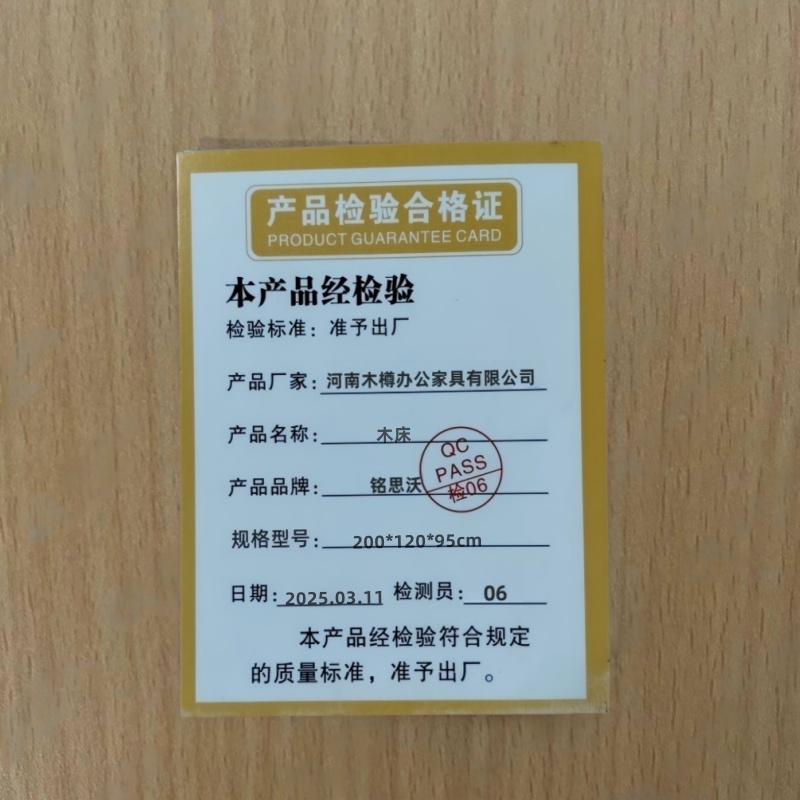 产品检验合格证
PRODUCT GUARANTEE CARD
本产品经检验
检验标准：准予出厂
产品厂家：河南木樽办公家具有限公司
产品名称：木床
产品品牌：铭思沃
QC
PASS
检06
规格型号：200*120*95cm
日期：2025.03.11 检测员：06
本产品经检验符合规定
的质量标准，准予出厂。